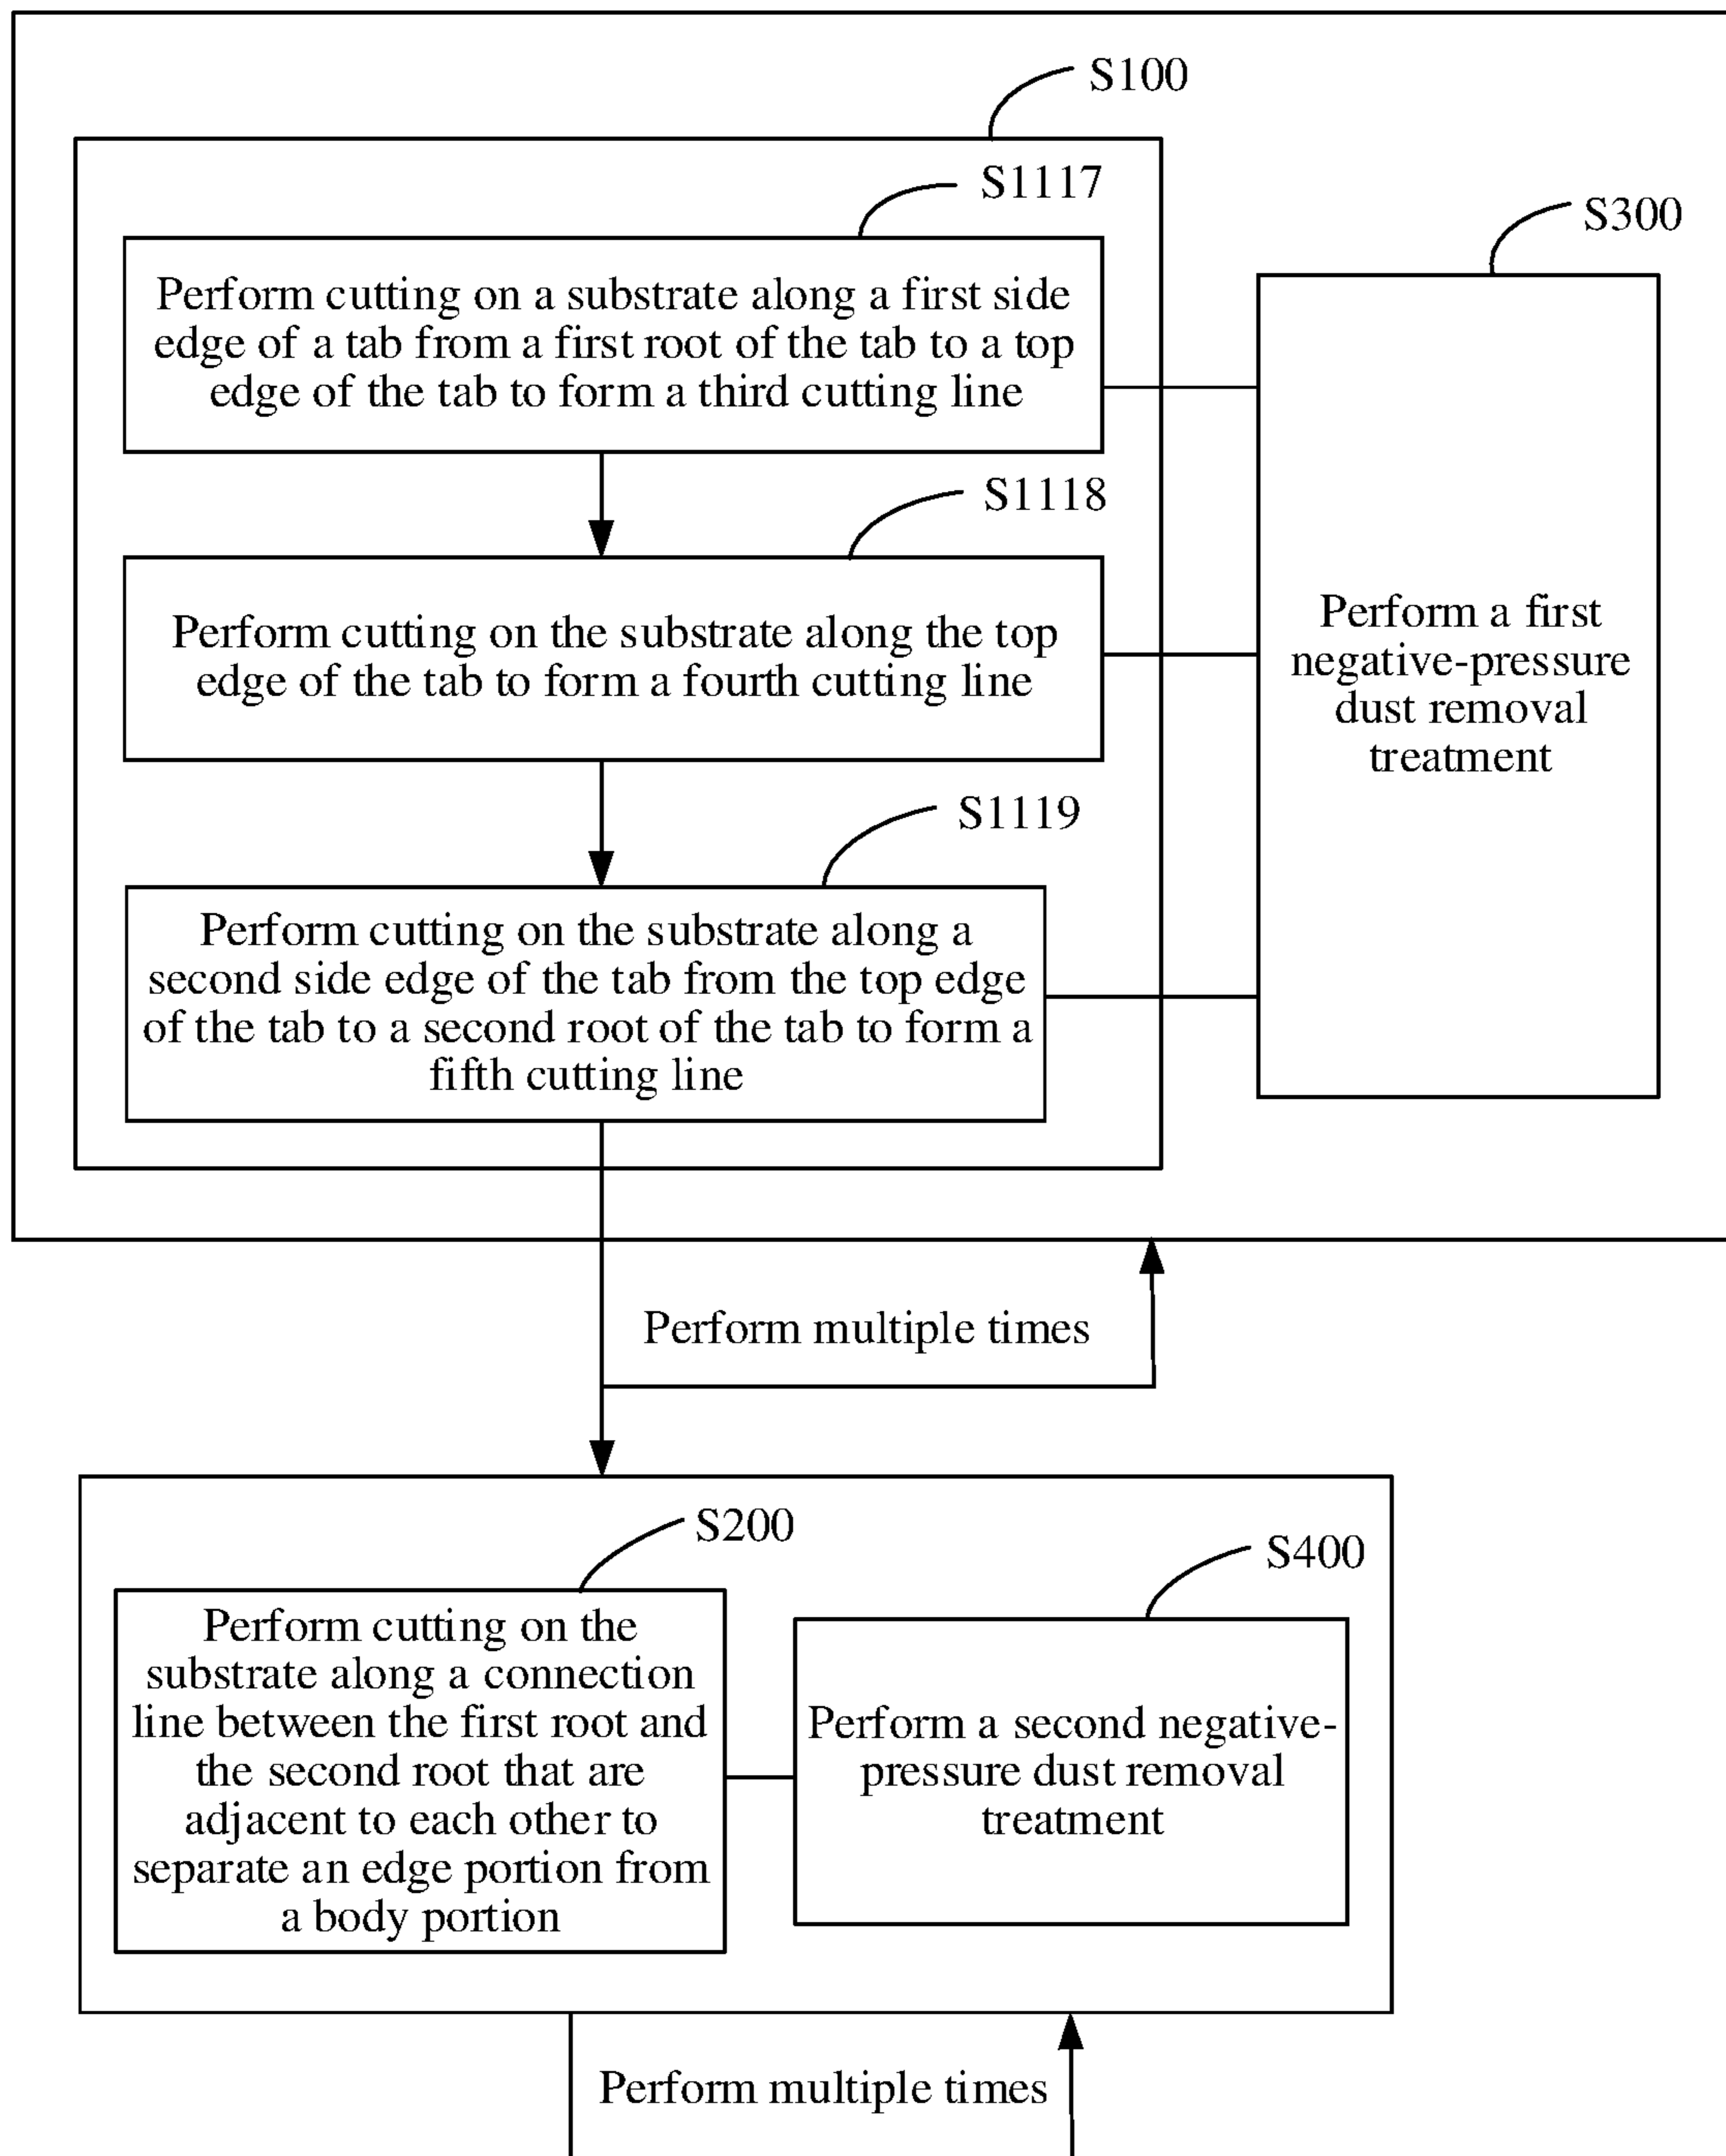 S100
S1117
S300
Perform cutting on a substrate along a first side
edge of a tab from a first root of the tab to a top
edge of the tab to form a third cutting line
S1118
Perform cutting on the substrate along the top
edge of the tab to form a fourth cutting line
Perform a first
negative-pressure
dust removal
treatment
S1119
Perform cutting on the substrate along a
second side edge of the tab from the top edge
of the tab to a second root of the tab to form a
fifth cutting line
Perform multiple times
S200
S400
Perform cutting on the
substrate along a connection
line between the first root and
the second root that are
adjacent to each other to
separate an edge portion from
a body portion
Perform a second negative-
pressure dust removal
treatment
Perform multiple times